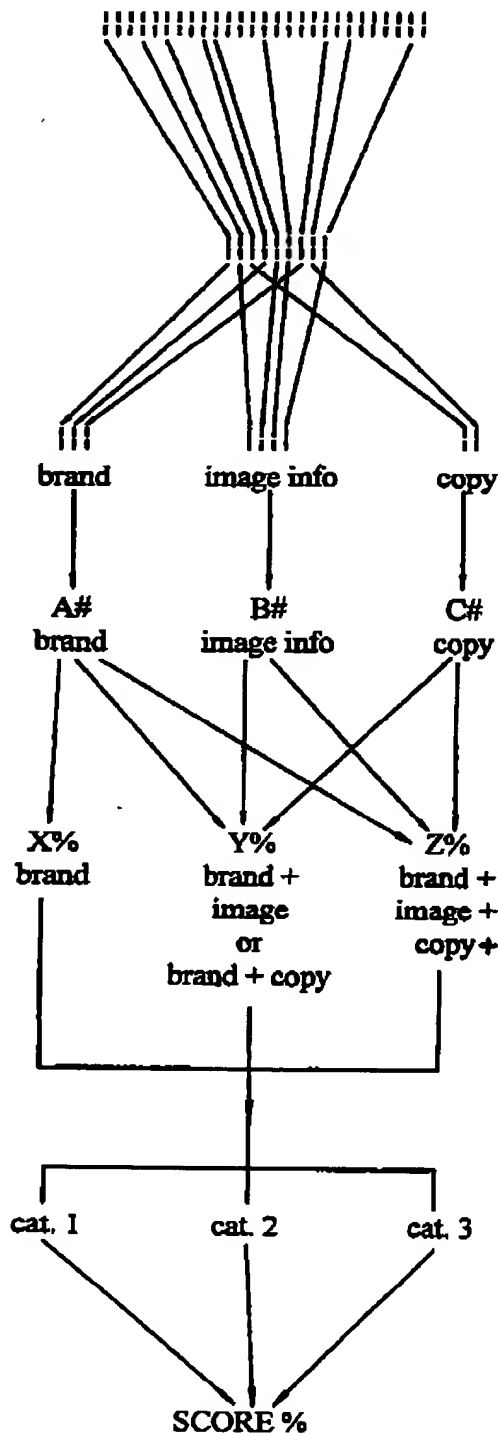 brand image info copy
A# B# C#
brand image info copy
X% Y% Z%
brand brand + brand +
image image +
or copy +
brand + copy
cat. 1 cat. 2 cat. 3
SCORE %